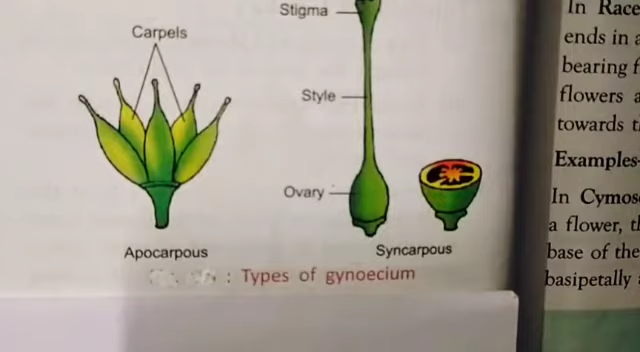 Stigma
Carpels
Style
Ovary
Apocarpous
Syncarpous
: Types of gynoecium
In Race
ends in a
bearing f
flowers a
towards t
Examples-
In Cymos
a flower, th
base of the
basipetally